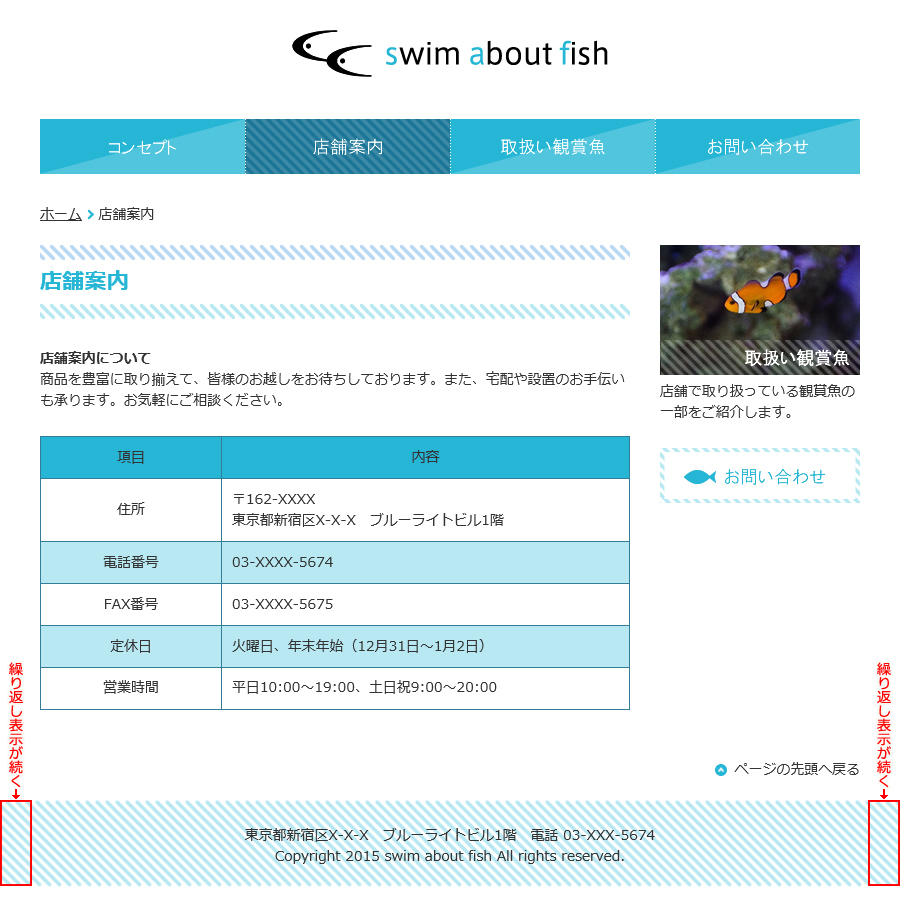 swim about fish
コンセプト
店舗案内
取扱い観賞魚
お問い合わせ
ホーム 店舗案内
店舗案内
店舗案内について
商品を豊富に取り揃えて、皆様のお越しをお待ちしております。また、宅配や設置のお手伝い
も承ります。お気軽にご相談ください。
項目 内容
住所 〒162-XXXX
東京都新宿区X-X-X ブルーライトビル1階
電話番号 03-XXXX-5674
FAX番号 03-XXXX-5675
定休日 火曜日、年末年始（12月31日～1月2日）
営業時間 平日10:00～19:00、土日祝9:00～20:00
取扱い観賞魚
店舗で取り扱っている観賞魚の
一部をご紹介します。
お問い合わせ
繰り返し表示が続く
繰り返し表示が続く
ページの先頭へ戻る
東京都新宿区X-X-X ブルーライトビル1階 電話 03-XXX-5674
Copyright 2015 swim about fish All rights reserved.